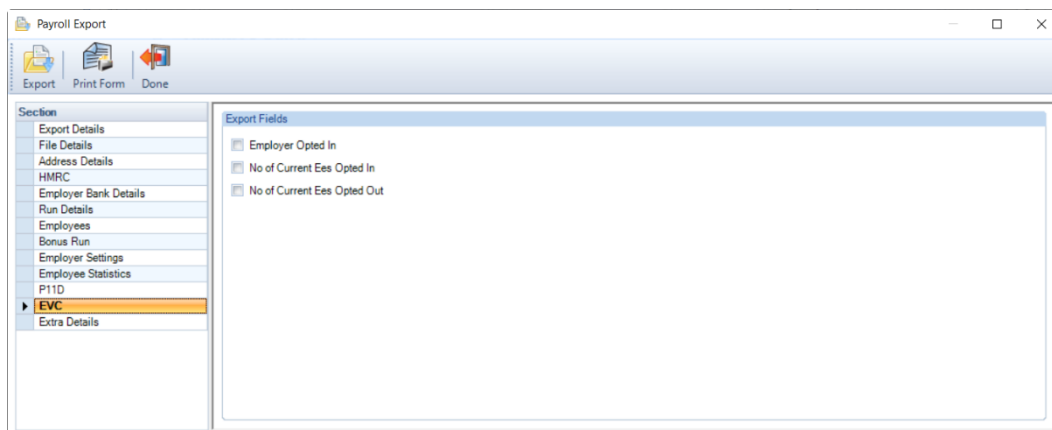 Payroll Export
Export Print Form Done
Section
Export Details
File Details
Address Details
HMRC
Employer Bank Details
Run Details
Employees
Bonus Run
Employer Settings
Employee Statistics
P11D
EVC
Extra Details
Export Fields
Employer Opted In
No of Current Ees Opted In
No of Current Ees Opted Out